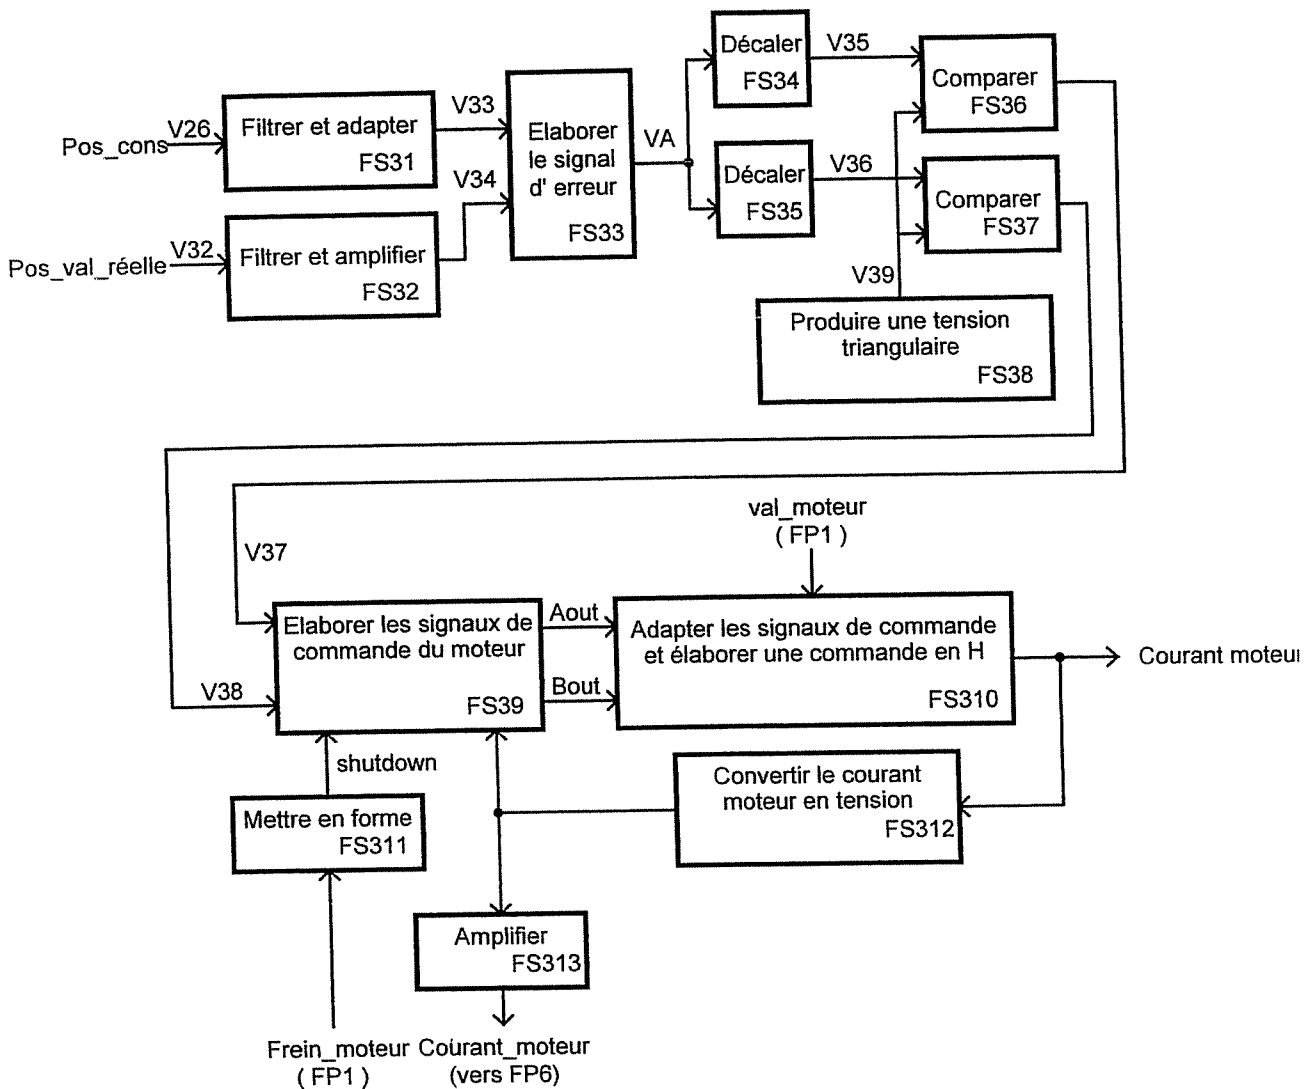 Pos_cons
V26
Filtrer et adapter
FS31
V33
Pos_val_réelle
V32
Filtrer et amplifier
FS32
V34
Elaborer
le signal
d' erreur
FS33
VA
Décaler
FS34
V35
Décaler
FS35
V36
Comparer
FS36
Comparer
FS37
V39
Produire une tension
triangulaire
FS38
V37
V38
Elaborer les signaux de
commande du moteur
FS39
Aout
Bout
val_moteur
( FP1 )
Adapter les signaux de commande
et élaborer une commande en H
FS310
Courant moteu
shutdown
Mettre en forme
FS311
Convertir le courant
moteur en tension
FS312
Amplifier
FS313
Frein_moteur
( FP1 )
Courant_moteur
(vers FP6)